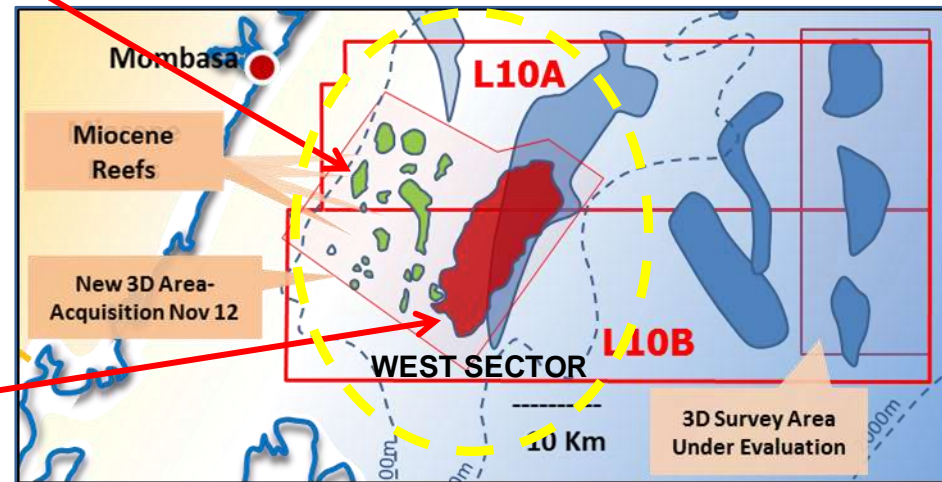 Mombasa
L10A
Miocene
Reefs
New 3D Area-
Acquisition Nov 12
L10B
WEST SECTOR
10 Km
3D Survey Area
Under Evaluation